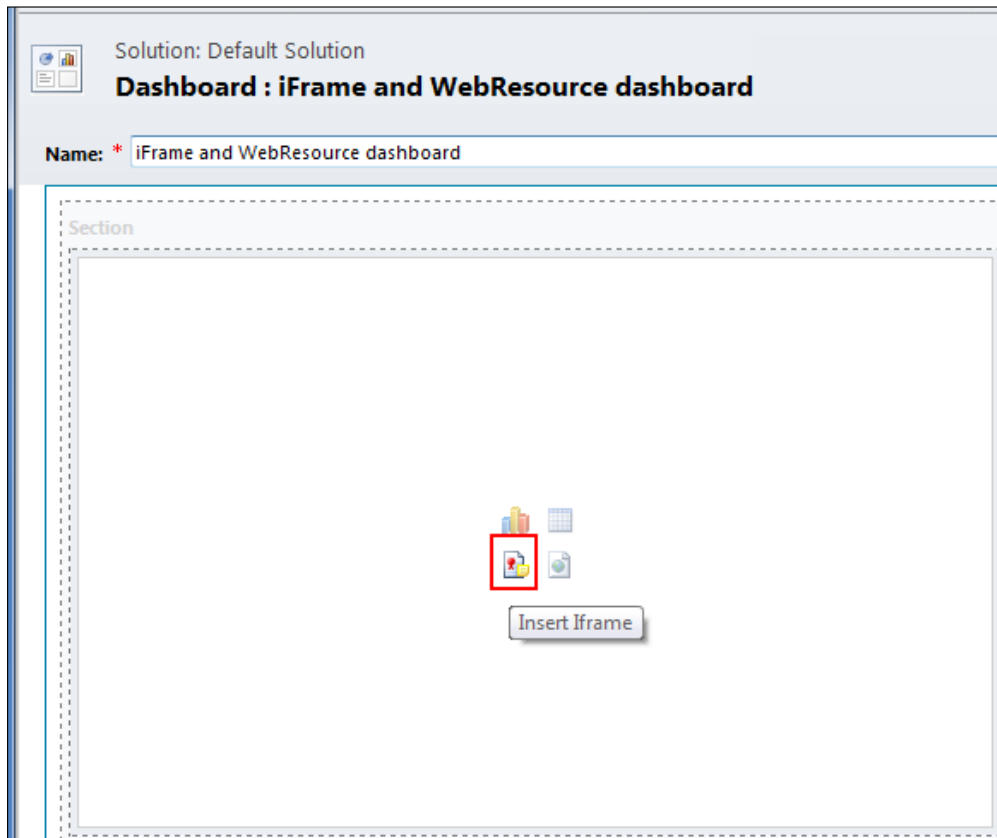 Solution: Default Solution
Dashboard : iFrame and WebResource dashboard
Name: * iFrame and WebResource dashboard
Section
Insert Iframe